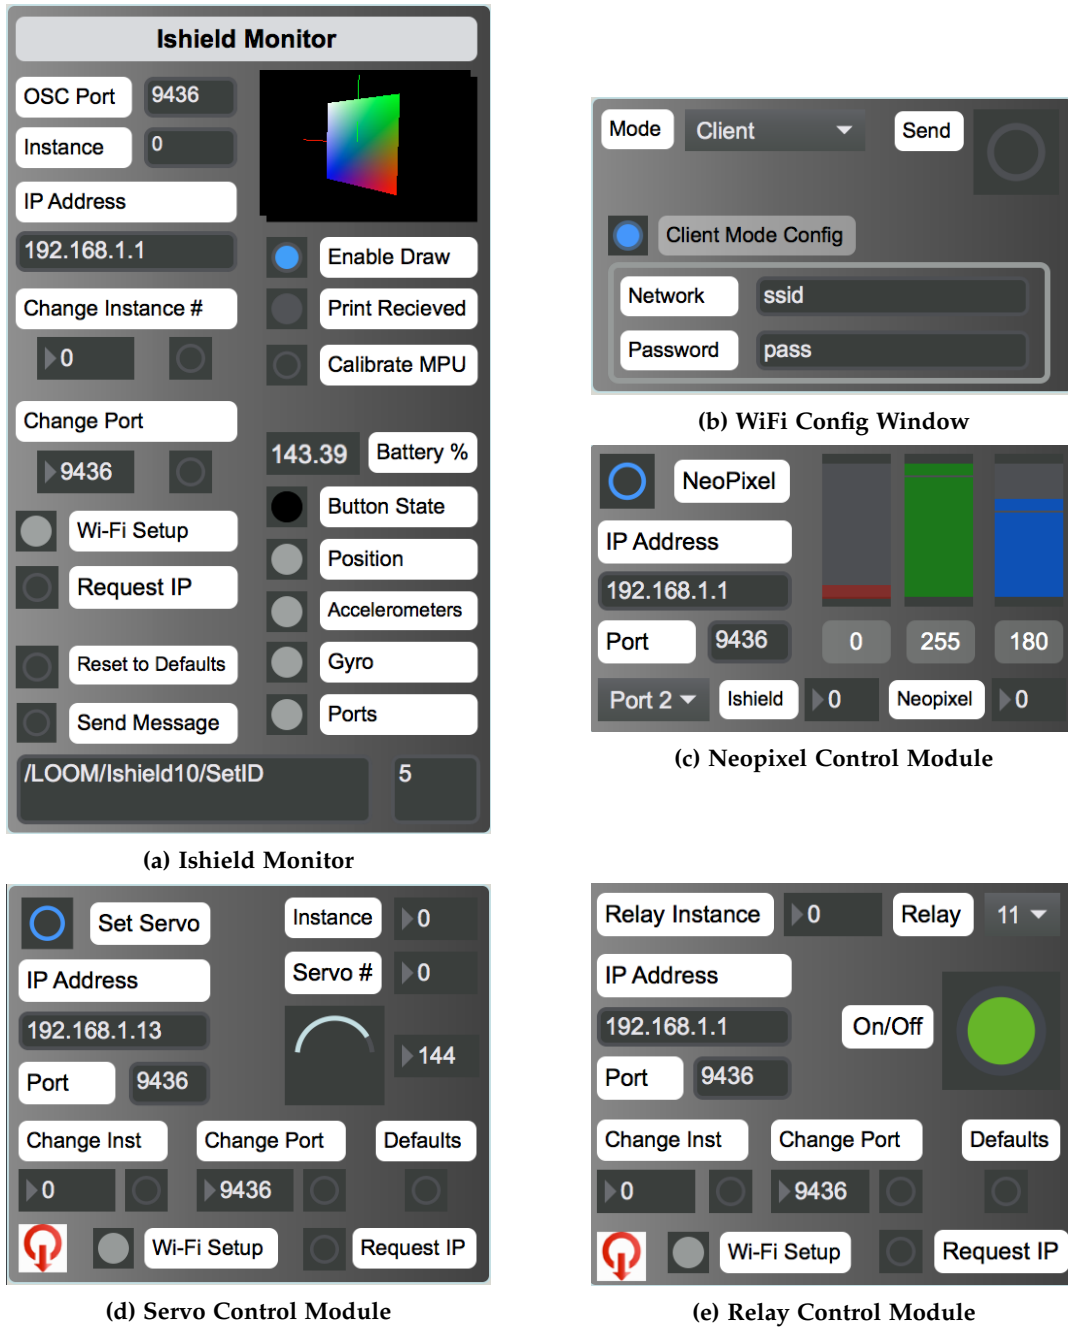 Ishield Monitor
OSC Port 9436
Instance 0
IP Address
192.168.1.1
Change Instance #
0
Change Port
9436
Wi-Fi Setup
Request IP
Reset to Defaults
Send Message
Enable Draw
Print Recieved
Calibrate MPU
143.39 Battery %
Button State
Position
Accelerometers
Gyro
Ports
/LOOM/Ishield10/SetID 5
(a) Ishield Monitor
Mode Client Send
Client Mode Config
Network ssid
Password pass
(b) WiFi Config Window
NeoPixel
IP Address
192.168.1.1
Port 9436 0 255 180
Port 2 Ishield 0 Neopixel 0
(c) Neopixel Control Module
Set Servo Instance 0
IP Address Servo # 0
192.168.1.13
144
Port 9436
Change Inst Change Port Defaults
0 9436
Wi-Fi Setup Request IP
(d) Servo Control Module
Relay Instance 0 Relay 11
IP Address
192.168.1.1 On/Off
Port 9436
Change Inst Change Port Defaults
0 9436
Wi-Fi Setup Request IP
(e) Relay Control Module